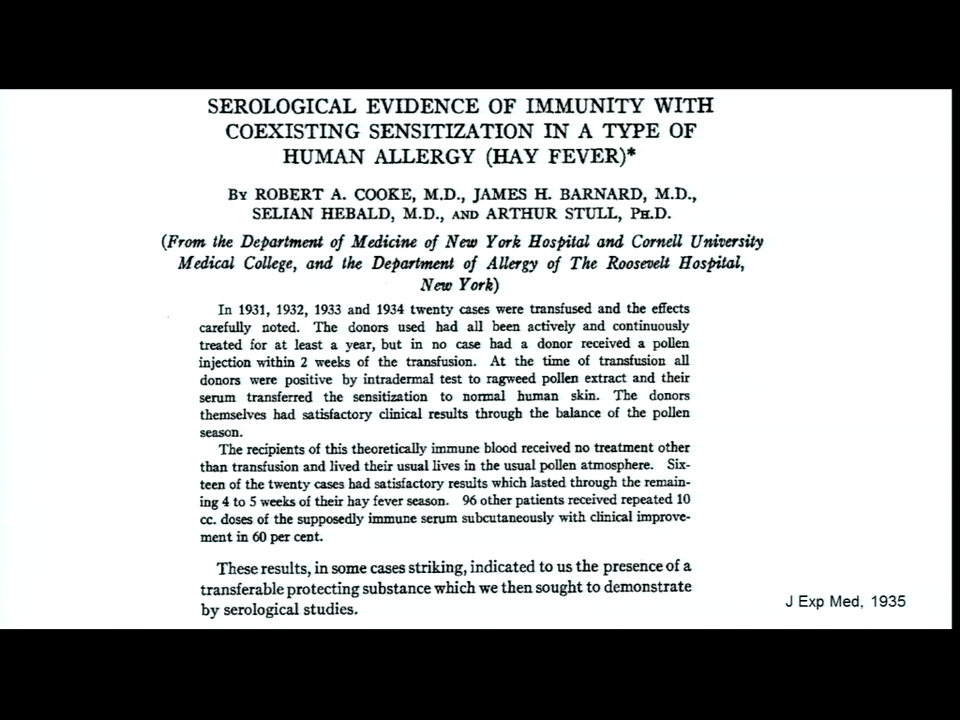 SEROLOGICAL EVIDENCE OF IMMUNITY WITH
COEXISTING SENSITIZATION IN A TYPE OF
HUMAN ALLERGY (HAY FEVER)*
BY ROBERT A. COOKE, M.D., JAMES H. BARNARD, M.D.,
SELIAN HEBALD, M.D., AND ARTHUR STULL, PH.D.
(From the Department of Medicine of New York Hospital and Cornell University
Medical College, and the Department of Allergy of The Roosevelt Hospital,
New York)
In 1931, 1932, 1933 and 1934 twenty cases were transfused and the effects
carefully noted. The donors used had all been actively and continuously
treated for at least a year, but in no case had a donor received a pollen
injection within 2 weeks of the transfusion. At the time of transfusion all
donors were positive by intradermal test to ragweed pollen extract and their
serum transferred the sensitization to normal human skin. The donors
themselves had satisfactory clinical results through the balance of the pollen
season.
The recipients of this theoretically immune blood received no treatment other
than transfusion and lived their usual lives in the usual pollen atmosphere. Six-
teen of the twenty cases had satisfactory results which lasted through the remain-
ing 4 to 5 weeks of their hay fever season. 96 other patients received repeated 10
cc. doses of the supposedly immune serum subcutaneously with clinical improve-
ment in 60 per cent.
These results, in some cases striking, indicated to us the presence of a
transferable protecting substance which we then sought to demonstrate
by serological studies.
J Exp Med, 1935